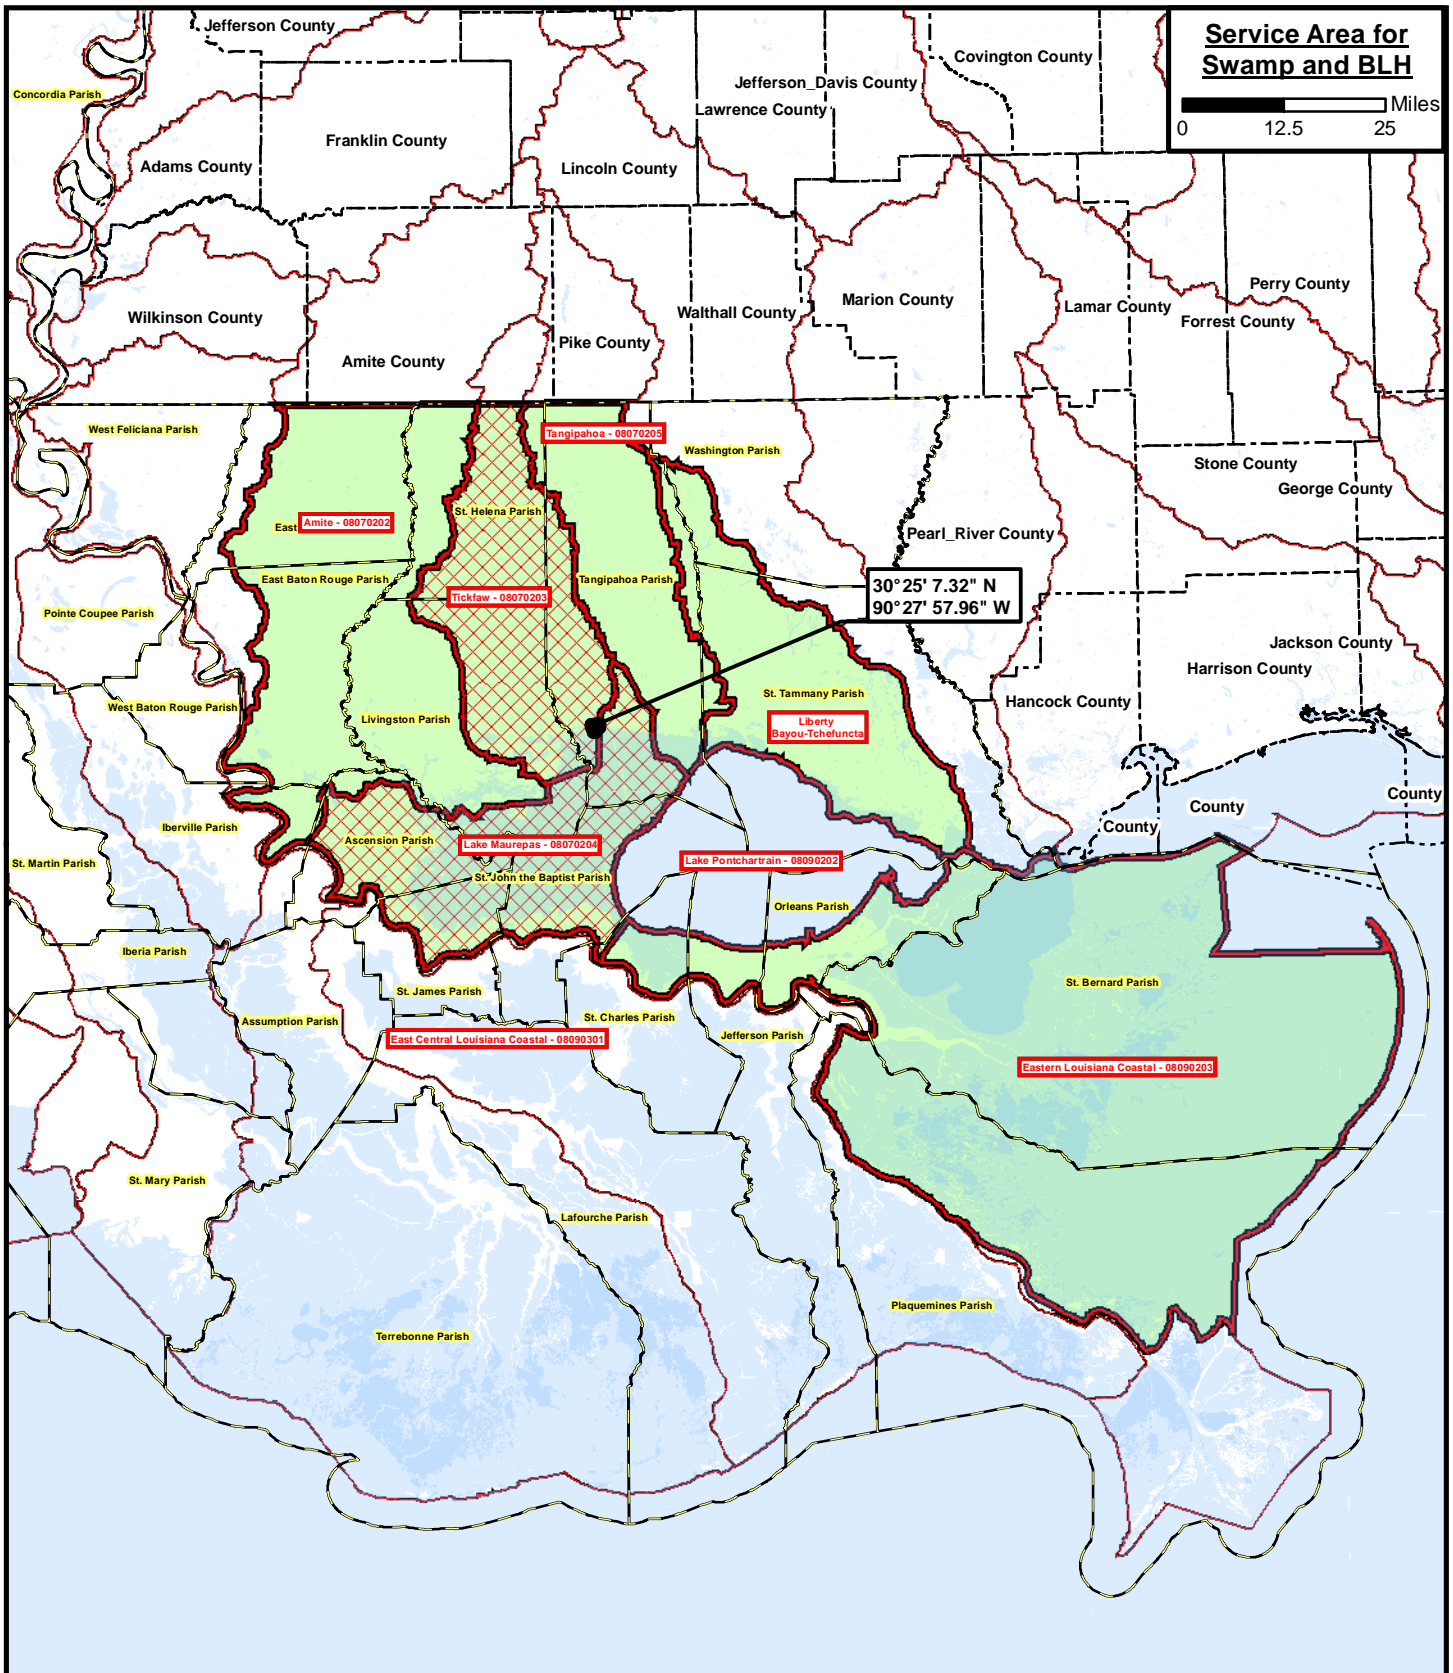 Service Area for
Swamp and BLH
Miles
0 12.5 25
Jefferson County
Covington County
Jefferson_Davis County
Concordia Parish
Lawrence County
Franklin County
Adams County
Lincoln County
Perry County
Marion County
Lamar County
Walthall County
Wilkinson County
Forrest County
Pike County
Amite County
West Feliciana Parish
Tangipahoa - 08070205
Washington Parish
Stone County
George County
St. Helena Parish
East
Amite - 08070202
Pearl_River County
East Baton Rouge Parish
Tangipahoa Parish
30° 25' 7.32" N
90° 27' 57.96" W
Tickfaw - 08070203
Pointe Coupee Parish
Jackson County
Harrison County
St. Tammany Parish
Hancock County
West Baton Rouge Parish
Livingston Parish
Liberty
Bayou-Tchefuncta
County
County
County
Iberville Parish
Ascension Parish
Lake Maurepas - 08070204
St. Martin Parish
Lake Pontchartrain - 08090202
St. John the Baptist Parish
Orleans Parish
Iberia Parish
St. Bernard Parish
St. James Parish
Assumption Parish
St. Charles Parish
Jefferson Parish
East Central Louisiana Coastal - 08090301
Eastern Louisiana Coastal - 08090203
St. Mary Parish
Lafourche Parish
Plaquemines Parish
Terrebonne Parish